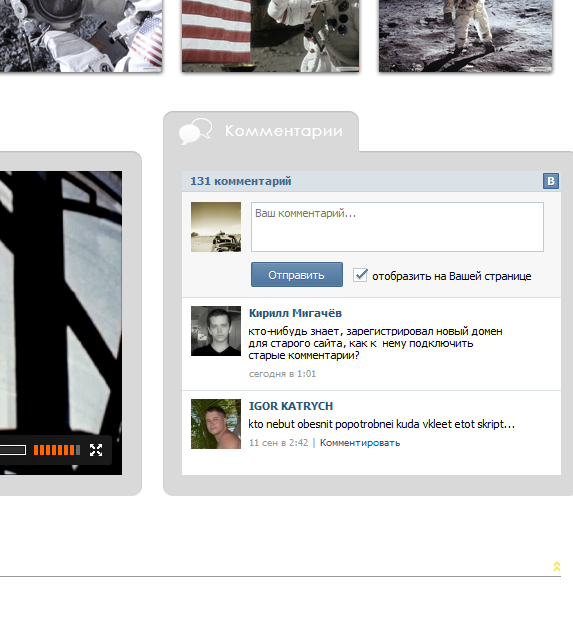 Комментарии
131 комментарий
B
Ваш комментарий...
Отправить
отобразить на Вашей странице
Кирилл Мигачёв
кто-нибудь знает, зарегистрировал новый домен
для старого сайта, как к нему подключить
старые комментарии?
сегодня в 1:01
IGOR KATRYCH
kto nebut obesnit popotrobnei kuda vkleet etot skript...
11 сен в 2:42 | Комментировать